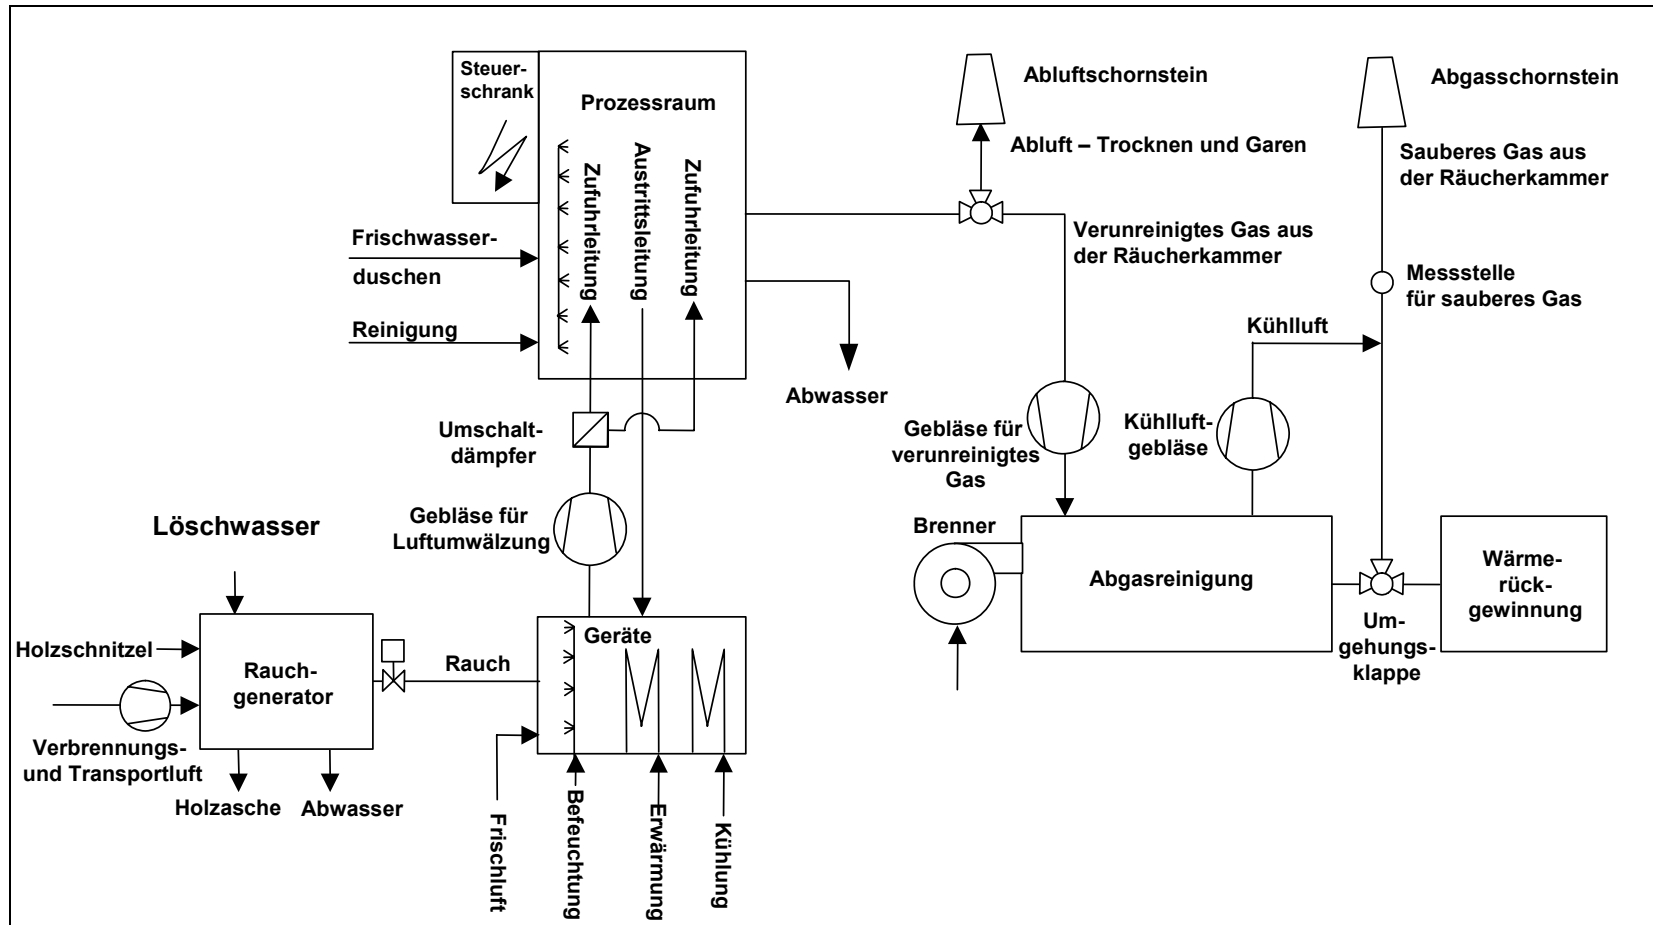 Steuer-
schrank
Prozessraum
Zufuhrleitung
Austrittsleitung
Zufuhrleitung
Frischwasser-
duschen
Reinigung
Abluftschornstein
Abluft – Trocknen und Garen
Verunreinigtes Gas aus
der Räucherkammer
Abwasser
Abgasschornstein
Sauberes Gas aus
der Räucherkammer
Messstelle
für sauberes Gas
Kühlluft
Umschalt-
dämpfer
Gebläse für
verunreinigtes
Gas
Kühlluft-
gebläse
Gebläse für
Luftumwälzung
Löschwasser
Brenner
Abgasreinigung
Wärme-
rück-
gewinnung
Um-
gehungs-
klappe
Holzschnitzel
Rauch-
generator
Rauch
Geräte
Verbrennungs-
und Transportluft
Holzasche
Abwasser
Frischluft
Befeuchtung
Erwärmung
Kühlung